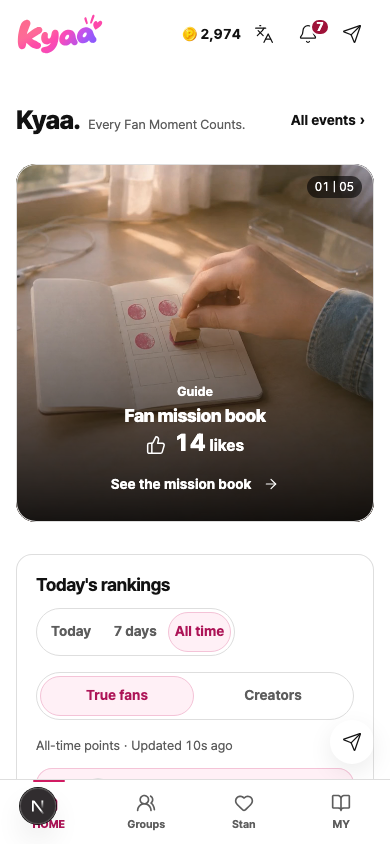 kyaa
2,974
7
Kyaa. Every Fan Moment Counts.
All events ›
01 | 05
Guide
Fan mission book
14 likes
See the mission book →
Today's rankings
Today 7 days All time
True fans Creators
All-time points · Updated 10s ago
N
HOME Groups Stan MY